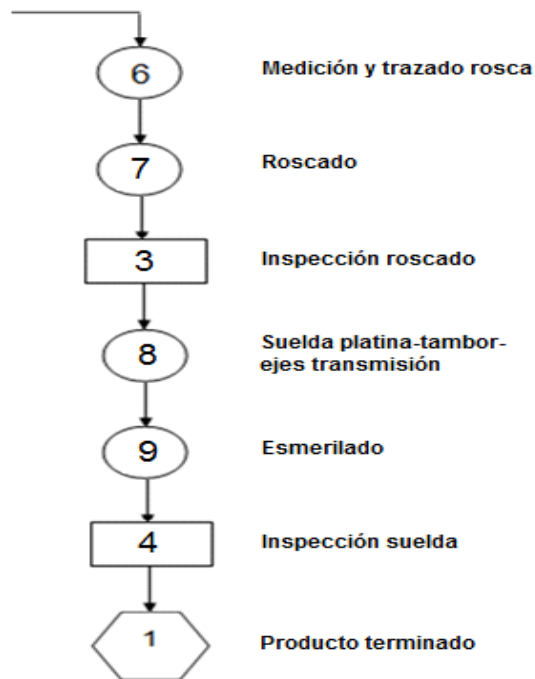 6 Medición y trazado rosca
7 Roscado
3 Inspección roscado
8 Suelda platina-tambor-
ejes transmisión
9 Esmerilado
4 Inspección suelda
1 Producto terminado